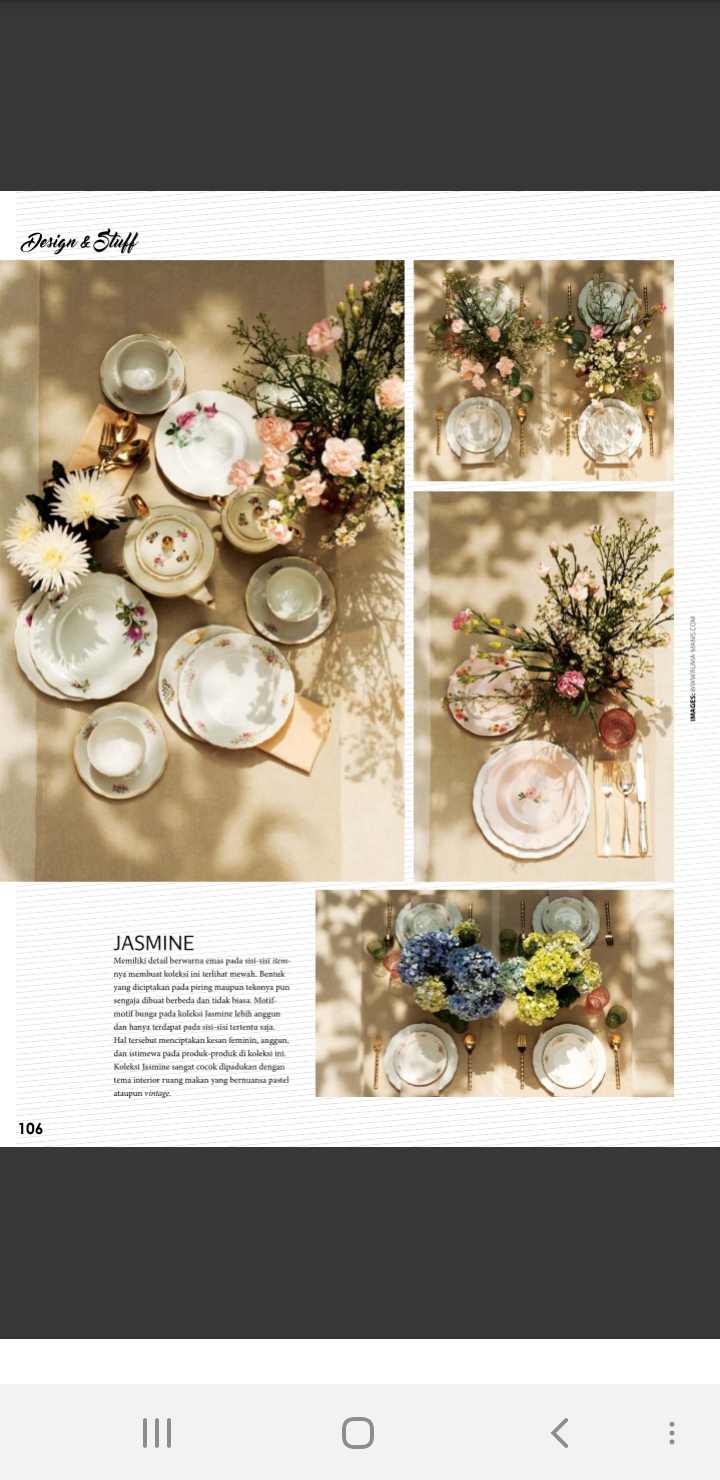 Design & Stuff
IMAGES: WWW.RUMA-MANIS.COM
JASMINE
Memiliki detail berwarna emas pada sisi-sisi item-
nya membuat koleksi ini terlihat mewah. Bentuk
yang diciptakan pada piring maupun tekonya pun
sengaja dibuat berbeda dan tidak biasa. Motif-
motif bunga pada koleksi Jasmine lebih anggun
dan hanya terdapat pada sisi-sisi tertentu saja.
Hal tersebut menciptakan kesan feminin, anggun,
dan istimewa pada produk-produk di koleksi ini.
Koleksi Jasmine sangat cocok dipadukan dengan
tema interior ruang makan yang bernuansa pastel
ataupun vintage.
106